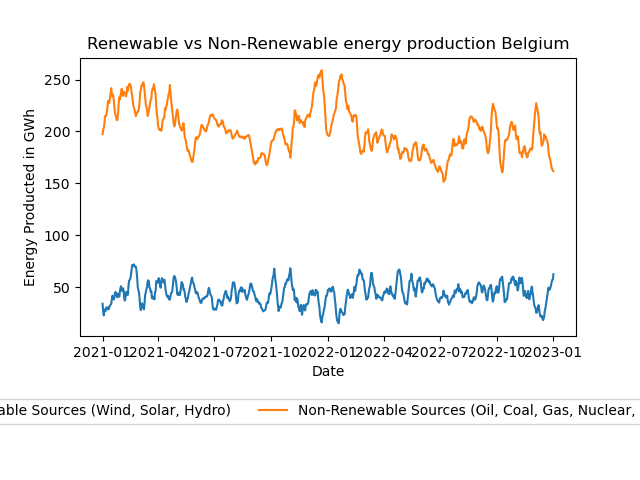 Renewable vs Non-Renewable energy production Belgium
Energy Producted in GWh
250
200
150
100
50
2021-01 2021-04 2021-07 2021-10 2022-01 2022-04 2022-07 2022-10 2023-01
Date
able Sources (Wind, Solar, Hydro) Non-Renewable Sources (Oil, Coal, Gas, Nuclear,